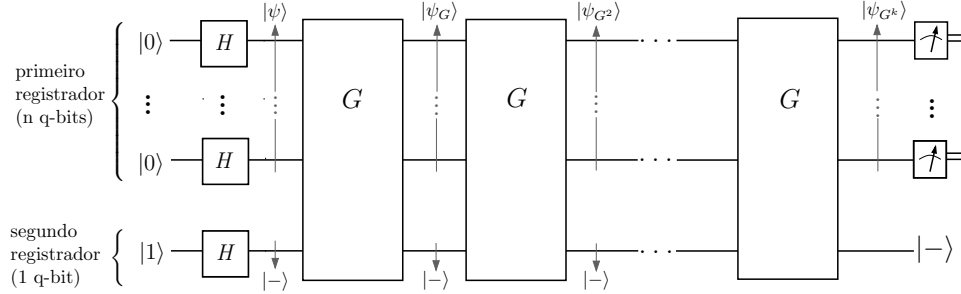 |ψ⟩ |ψ_G⟩ |ψ_{G²}⟩ |ψ_{G^k}⟩
|0⟩ H · · ·
primeiro
registrador
(n q-bits)
G G G
|0⟩ H · · ·
segundo
registrador
(1 q-bit)
|1⟩ H · · · |−⟩
|−⟩ |−⟩ |−⟩